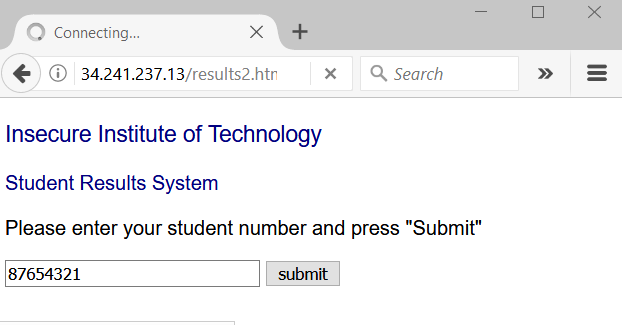 Connecting...
34.241.237.13/results2.htm
Search
Insecure Institute of Technology
Student Results System
Please enter your student number and press "Submit"
87654321
submit